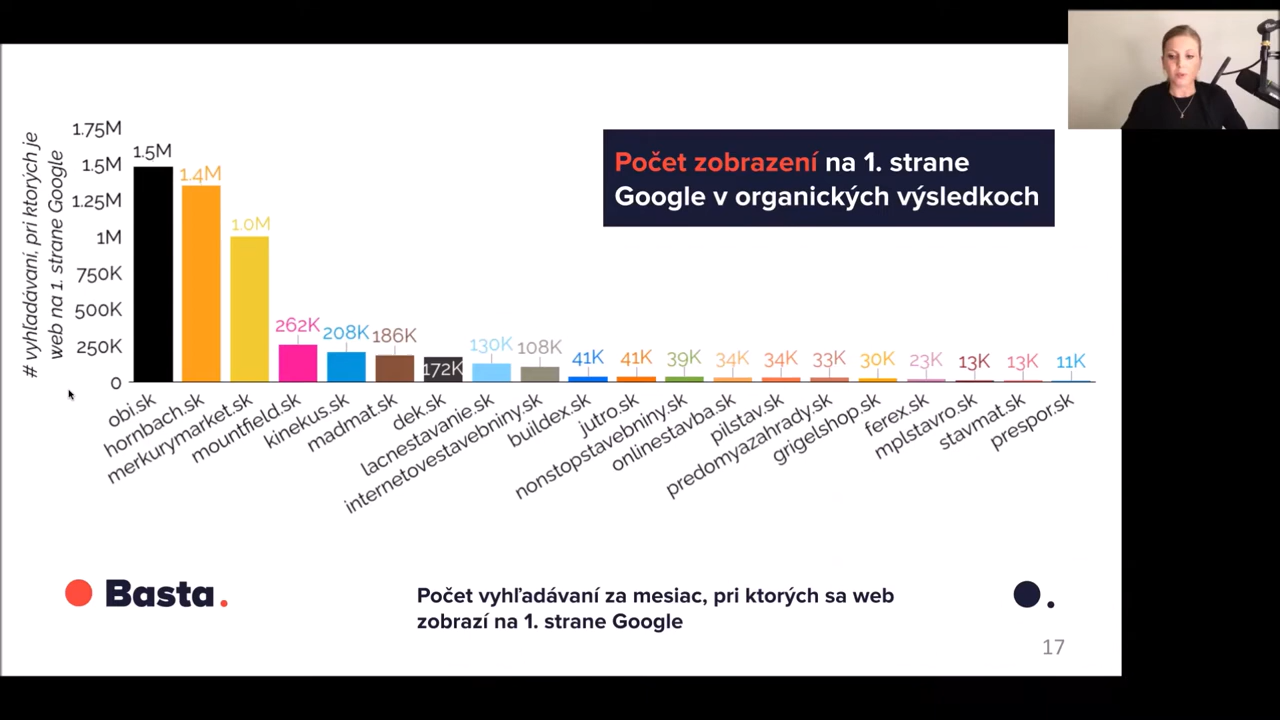 # vyhľadávaní, pri ktorých je
web na 1. strane Google
1.75M
1.5M
1.25M
1M
750K
500K
250K
0
1.5M
1.4M
1.0M
262K
208K
186K
172K
130K
108K
41K
41K
39K
34K
34K
33K
30K
23K
13K
13K
11K
obi.sk
hornbach.sk
merkurymarket.sk
mountfield.sk
kinekus.sk
madmat.sk
dek.sk
lacnestavanie.sk
internetovestavebniny.sk
buildex.sk
jutro.sk
nonstopstavebniny.sk
onlinestavba.sk
pilstav.sk
predomyazahrady.sk
grigelshop.sk
ferex.sk
mplstavro.sk
stavmat.sk
prespor.sk
Počet zobrazení na 1. strane
Google v organických výsledkoch
Basta.
Počet vyhľadávaní za mesiac, pri ktorých sa web
zobrazí na 1. strane Google
17